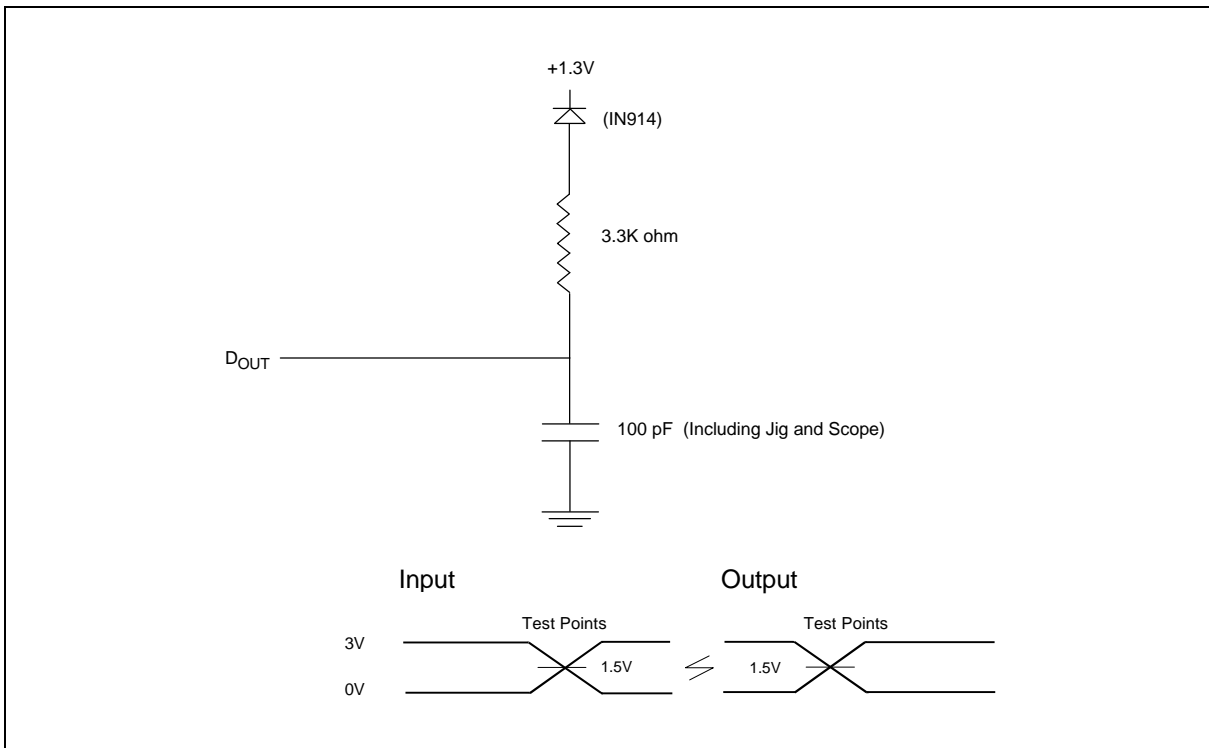 +1.3V
(IN914)
3.3K ohm
DOUT
100 pF (Including Jig and Scope)
Input Output
Test Points Test Points
3V
1.5V 1.5V
0V